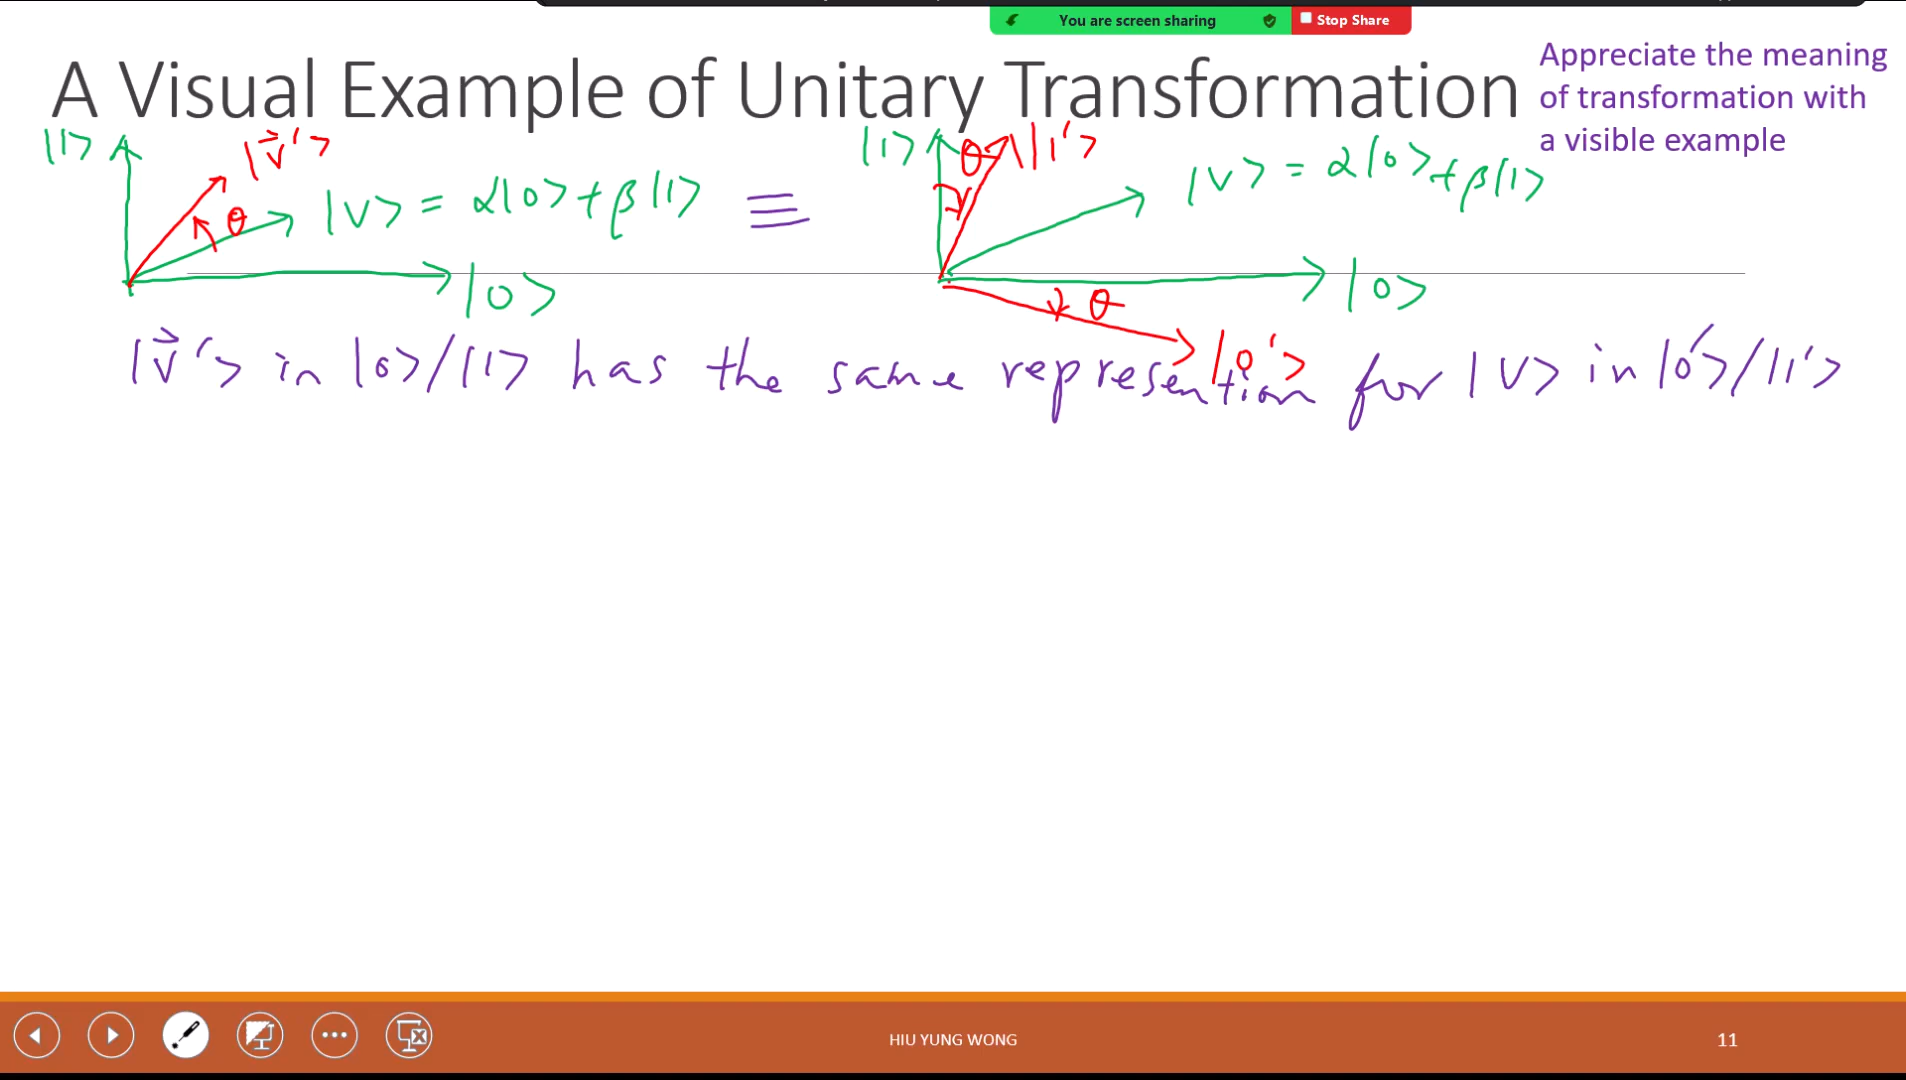 You are screen sharing
Stop Share
A Visual Example of Unitary Transformation
Appreciate the meaning
of transformation with
a visible example
|1> |v⃗'> θ |v> = α|0> + β|1> |0>
≡
|1> θ |1'> |v> = α|0> + β|1> |0> θ |0'>
|v⃗'> in |0>/|1> has the same represention for |v> in |0'>/|1'>
HIU YUNG WONG
11